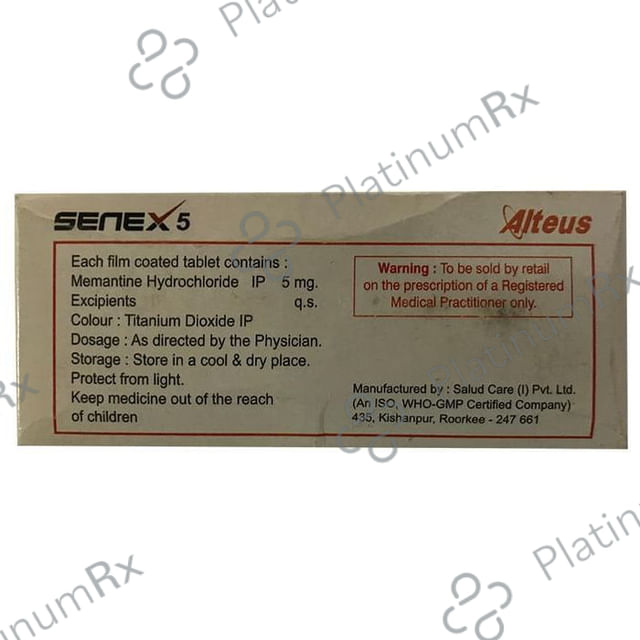 PlatinumRx
PlatinumRx
SENEX 5
Alteus
Each film coated tablet contains :
Memantine Hydrochloride IP 5 mg.
Excipients q.s.
Colour : Titanium Dioxide IP
Dosage : As directed by the Physician.
Storage : Store in a cool & dry place.
Protect from light.
Keep medicine out of the reach
of children
Warning : To be sold by retail
on the prescription of a Registered
Medical Practitioner only.
Manufactured by : Salud Care (I) Pvt. Ltd.
(An ISO, WHO-GMP Certified Company)
435, Kishanpur, Roorkee - 247 661
PlatinumRx
Rx
tinumRx
Platinum